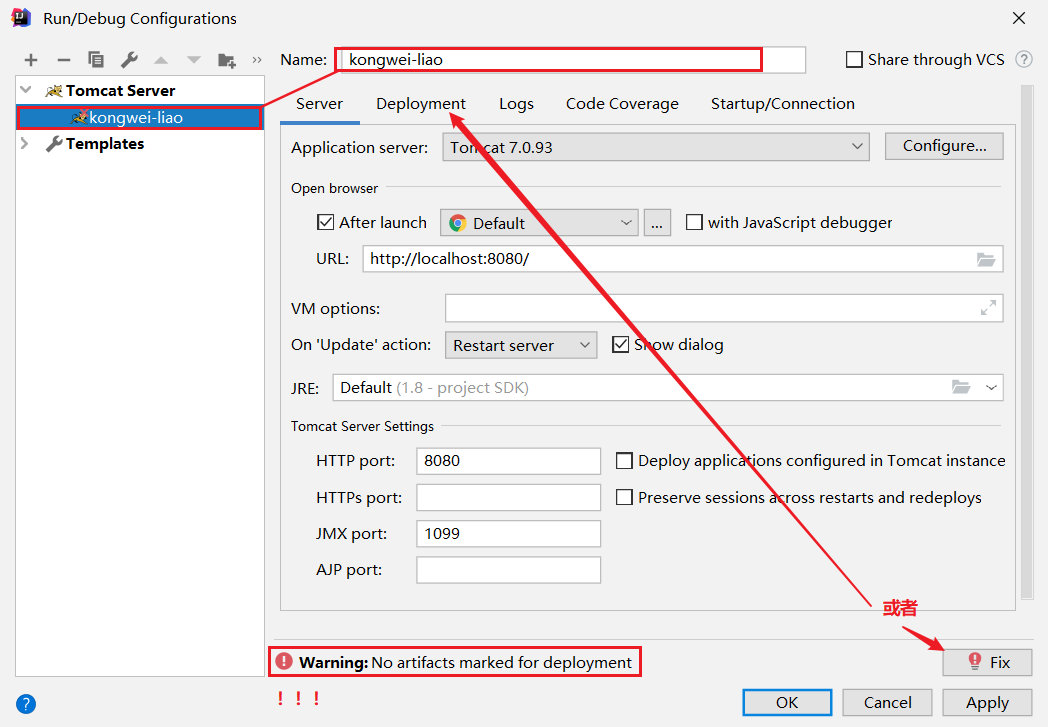 Run/Debug Configurations
Name: kongwei-liao
Share through VCS
?
Tomcat Server
kongwei-liao
Templates
Server Deployment Logs Code Coverage Startup/Connection
Application server: Tomcat 7.0.93 Configure...
Open browser
After launch Default ... with JavaScript debugger
URL: http://localhost:8080/
VM options:
On 'Update' action: Restart server Show dialog
JRE: Default (1.8 - project SDK)
Tomcat Server Settings
HTTP port: 8080 Deploy applications configured in Tomcat instance
HTTPs port: Preserve sessions across restarts and redeploys
JMX port: 1099
AJP port:
或者
Warning: No artifacts marked for deployment
Fix
！！！
?
OK Cancel Apply